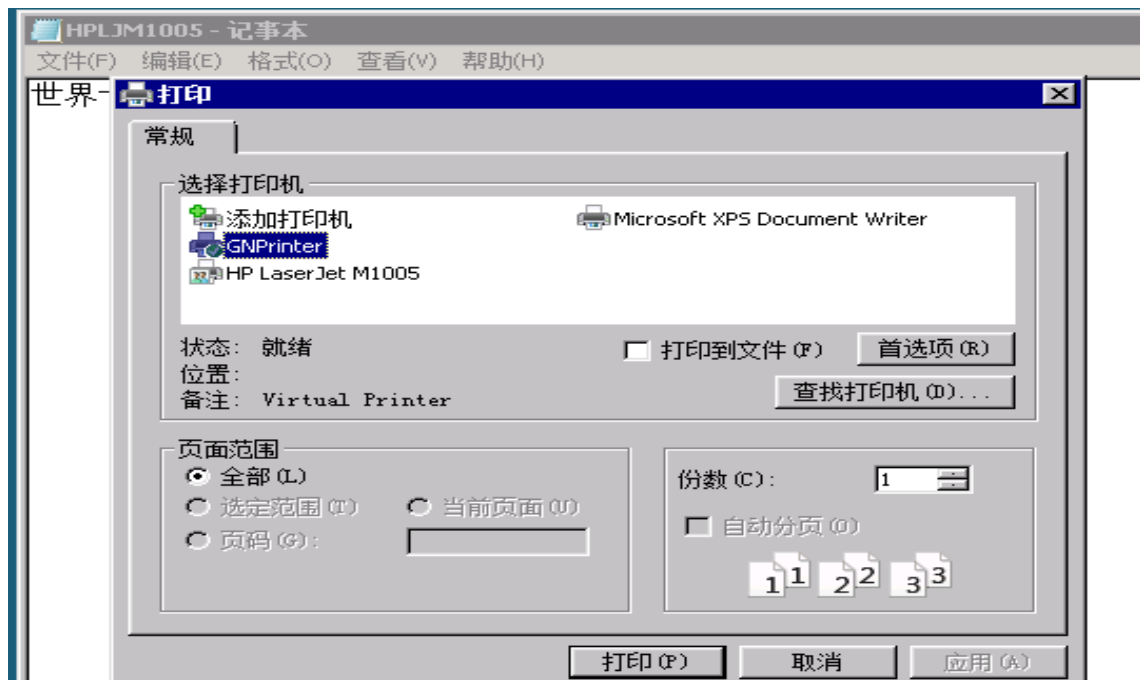 HPLJM1005 - 记事本
文件(F) 编辑(E) 格式(O) 查看(V) 帮助(H)
世界
打印
常规
选择打印机
添加打印机
Microsoft XPS Document Writer
GNPrinter
HP LaserJet M1005
状态: 就绪
打印到文件(F)
首选项(R)
位置:
查找打印机(D)...
备注: Virtual Printer
页面范围
全部(L)
选定范围(T)
当前页面(U)
页码(G):
份数(C): 1
自动分页(O)
1 1 2 2 3 3
打印(P)
取消
应用(A)